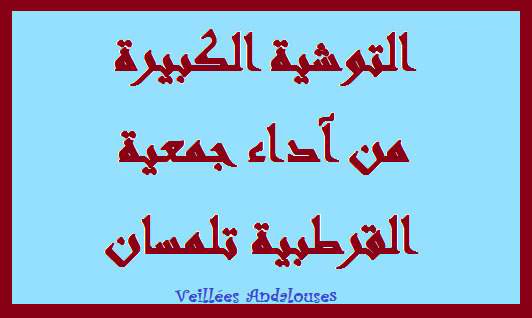 التوشية الكبيرة
من آداء جمعية
القرطبية تلمسان
Veillées Andalouses